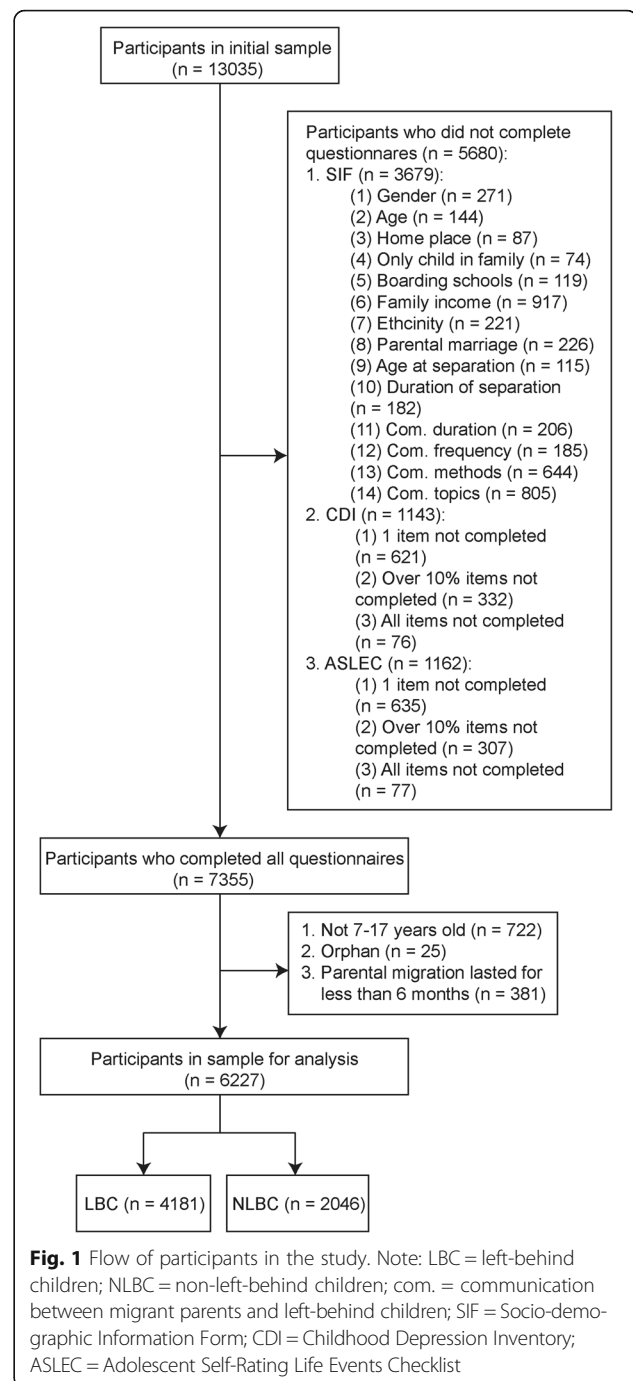 Participants in initial sample
(n = 13035)
Participants who did not complete
questionnares (n = 5680):
1. SIF (n = 3679):
(1) Gender (n = 271)
(2) Age (n = 144)
(3) Home place (n = 87)
(4) Only child in family (n = 74)
(5) Boarding schools (n = 119)
(6) Family income (n = 917)
(7) Ethcinity (n = 221)
(8) Parental marriage (n = 226)
(9) Age at separation (n = 115)
(10) Duration of separation
(n = 182)
(11) Com. duration (n = 206)
(12) Com. frequency (n = 185)
(13) Com. methods (n = 644)
(14) Com. topics (n = 805)
2. CDI (n = 1143):
(1) 1 item not completed
(n = 621)
(2) Over 10% items not
completed (n = 332)
(3) All items not completed
(n = 76)
3. ASLEC (n = 1162):
(1) 1 item not completed
(n = 635)
(2) Over 10% items not
completed (n = 307)
(3) All items not completed
(n = 77)
Participants who completed all questionnaires
(n = 7355)
1. Not 7-17 years old (n = 722)
2. Orphan (n = 25)
3. Parental migration lasted for
less than 6 months (n = 381)
Participants in sample for analysis
(n = 6227)
LBC (n = 4181)
NLBC (n = 2046)
Fig. 1 Flow of participants in the study. Note: LBC = left-behind
children; NLBC = non-left-behind children; com. = communication
between migrant parents and left-behind children; SIF = Socio-demo-
graphic Information Form; CDI = Childhood Depression Inventory;
ASLEC = Adolescent Self-Rating Life Events Checklist